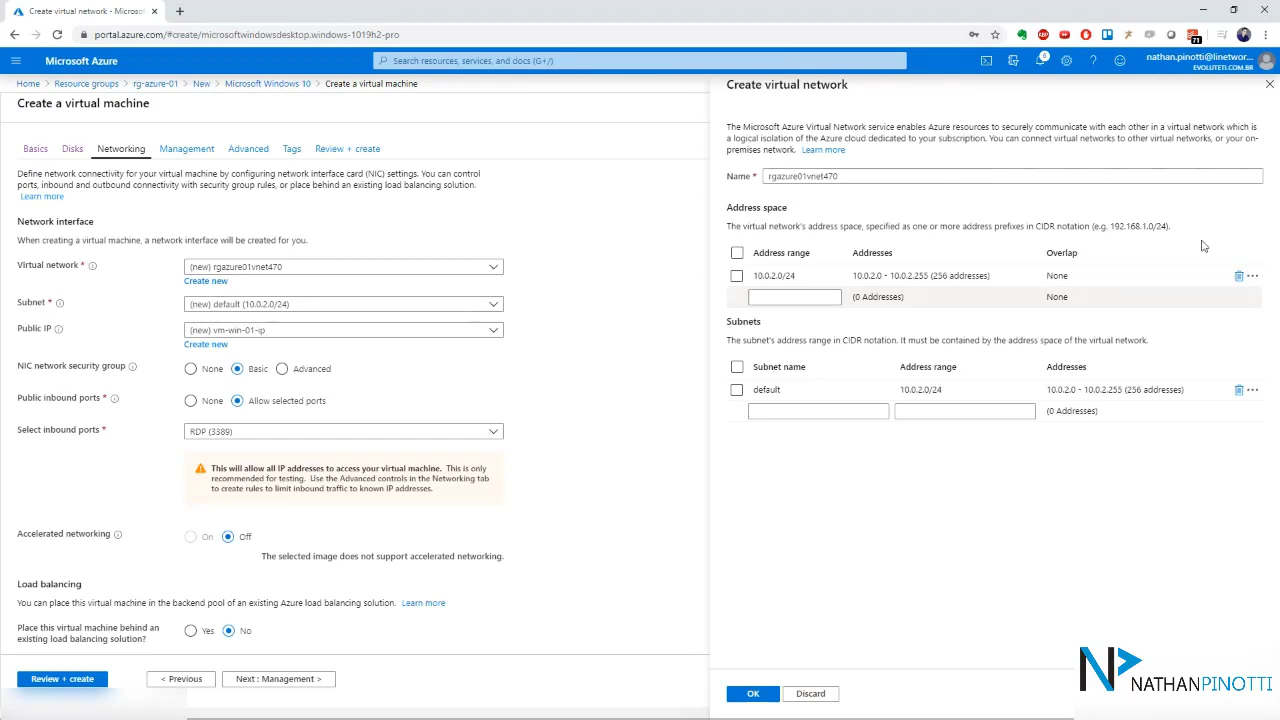 Create virtual network - Microso
portal.azure.com/#create/microsoftwindowsdesktop.windows-1019h2-pro
71
Microsoft Azure
Search resources, services, and docs (G+/)
6
nathan.pinotti@linetwor...
EVOLUTETI.COM.BR
Home > Resource groups > rg-azure-01 > New > Microsoft Windows 10 > Create a virtual machine
Create a virtual machine
Basics Disks Networking Management Advanced Tags Review + create
Define network connectivity for your virtual machine by configuring network interface card (NIC) settings. You can control
ports, inbound and outbound connectivity with security group rules, or place behind an existing load balancing solution.
Learn more
Network interface
When creating a virtual machine, a network interface will be created for you.
Virtual network *
(new) rgazure01vnet470
Create new
Subnet *
(new) default (10.0.2.0/24)
Public IP
(new) vm-win-01-ip
Create new
NIC network security group
None Basic Advanced
Public inbound ports *
None Allow selected ports
Select inbound ports *
RDP (3389)
This will allow all IP addresses to access your virtual machine. This is only
recommended for testing. Use the Advanced controls in the Networking tab
to create rules to limit inbound traffic to known IP addresses.
Accelerated networking
On Off
The selected image does not support accelerated networking.
Load balancing
You can place this virtual machine in the backend pool of an existing Azure load balancing solution. Learn more
Place this virtual machine behind an
existing load balancing solution?
Yes No
Review + create
< Previous
Next : Management >
Create virtual network
The Microsoft Azure Virtual Network service enables Azure resources to securely communicate with each other in a virtual network which is
a logical isolation of the Azure cloud dedicated to your subscription. You can connect virtual networks to other virtual networks, or your on-
premises network. Learn more
Name *
rgazure01vnet470
Address space
The virtual network's address space, specified as one or more address prefixes in CIDR notation (e.g. 192.168.1.0/24).
Address range Addresses Overlap
10.0.2.0/24 10.0.2.0 - 10.0.2.255 (256 addresses) None
(0 Addresses) None
Subnets
The subnet's address range in CIDR notation. It must be contained by the address space of the virtual network.
Subnet name Address range Addresses
default 10.0.2.0/24 10.0.2.0 - 10.0.2.255 (256 addresses)
(0 Addresses)
OK
Discard
NATHANPINOTTI